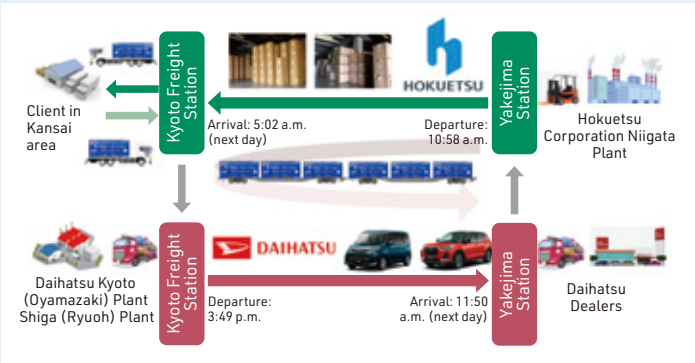 Client in
Kansai
area
Kyoto Freight
Station
HOKUETSU
Arrival: 5:02 a.m.
(next day)
Departure:
10:58 a.m.
Yakejima
Station
Hokuetsu
Corporation Niigata
Plant
Daihatsu Kyoto
(Oyamazaki) Plant
Shiga (Ryuoh) Plant
Kyoto Freight
Station
DAIHATSU
Departure:
3:49 p.m.
Arrival: 11:50
a.m. (next day)
Yakejima
Station
Daihatsu
Dealers